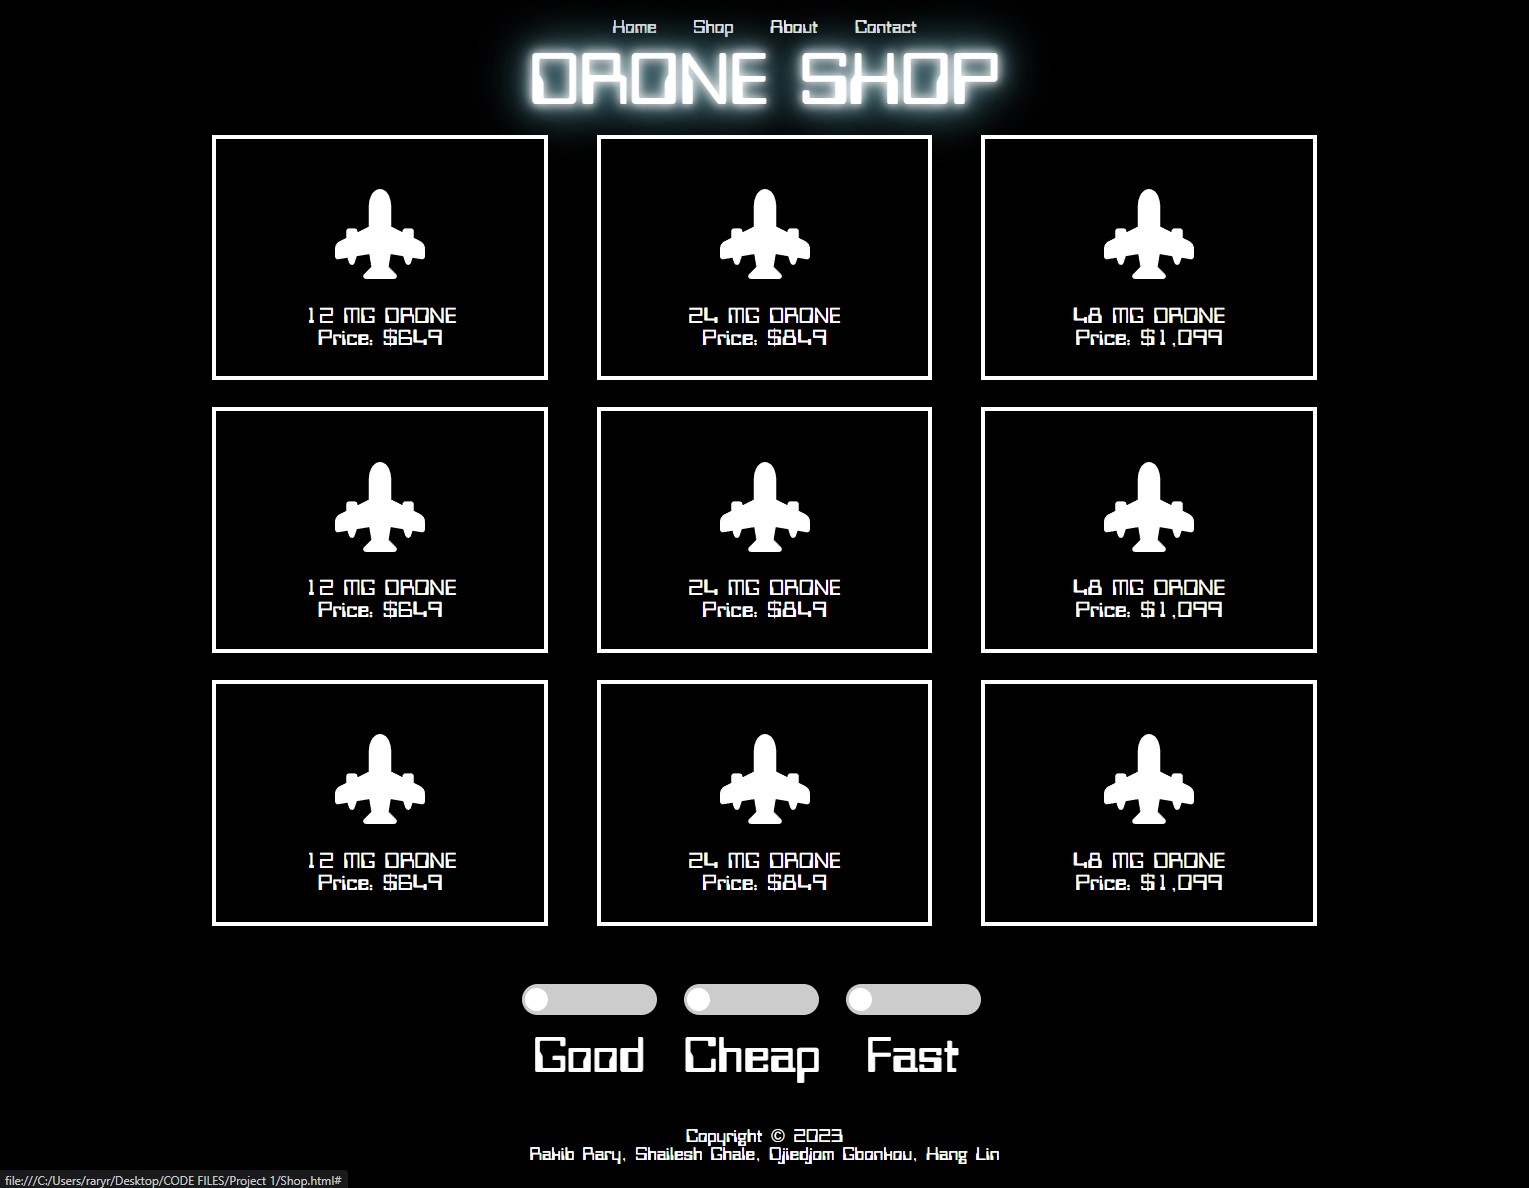 Home Shop About Contact
DRONE SHOP
12 MG DRONE
Price: $649
24 MG DRONE
Price: $849
48 MG DRONE
Price: $1,099
12 MG DRONE
Price: $649
24 MG DRONE
Price: $849
48 MG DRONE
Price: $1,099
12 MG DRONE
Price: $649
24 MG DRONE
Price: $849
48 MG DRONE
Price: $1,099
Good Cheap Fast
Copyright © 2023
Rakib Rary, Shailesh Ghale, Djiedjom Gbonkou, Hang Lin
file:///C:/Users/raryr/Desktop/CODE FILES/Project 1/Shop.html#